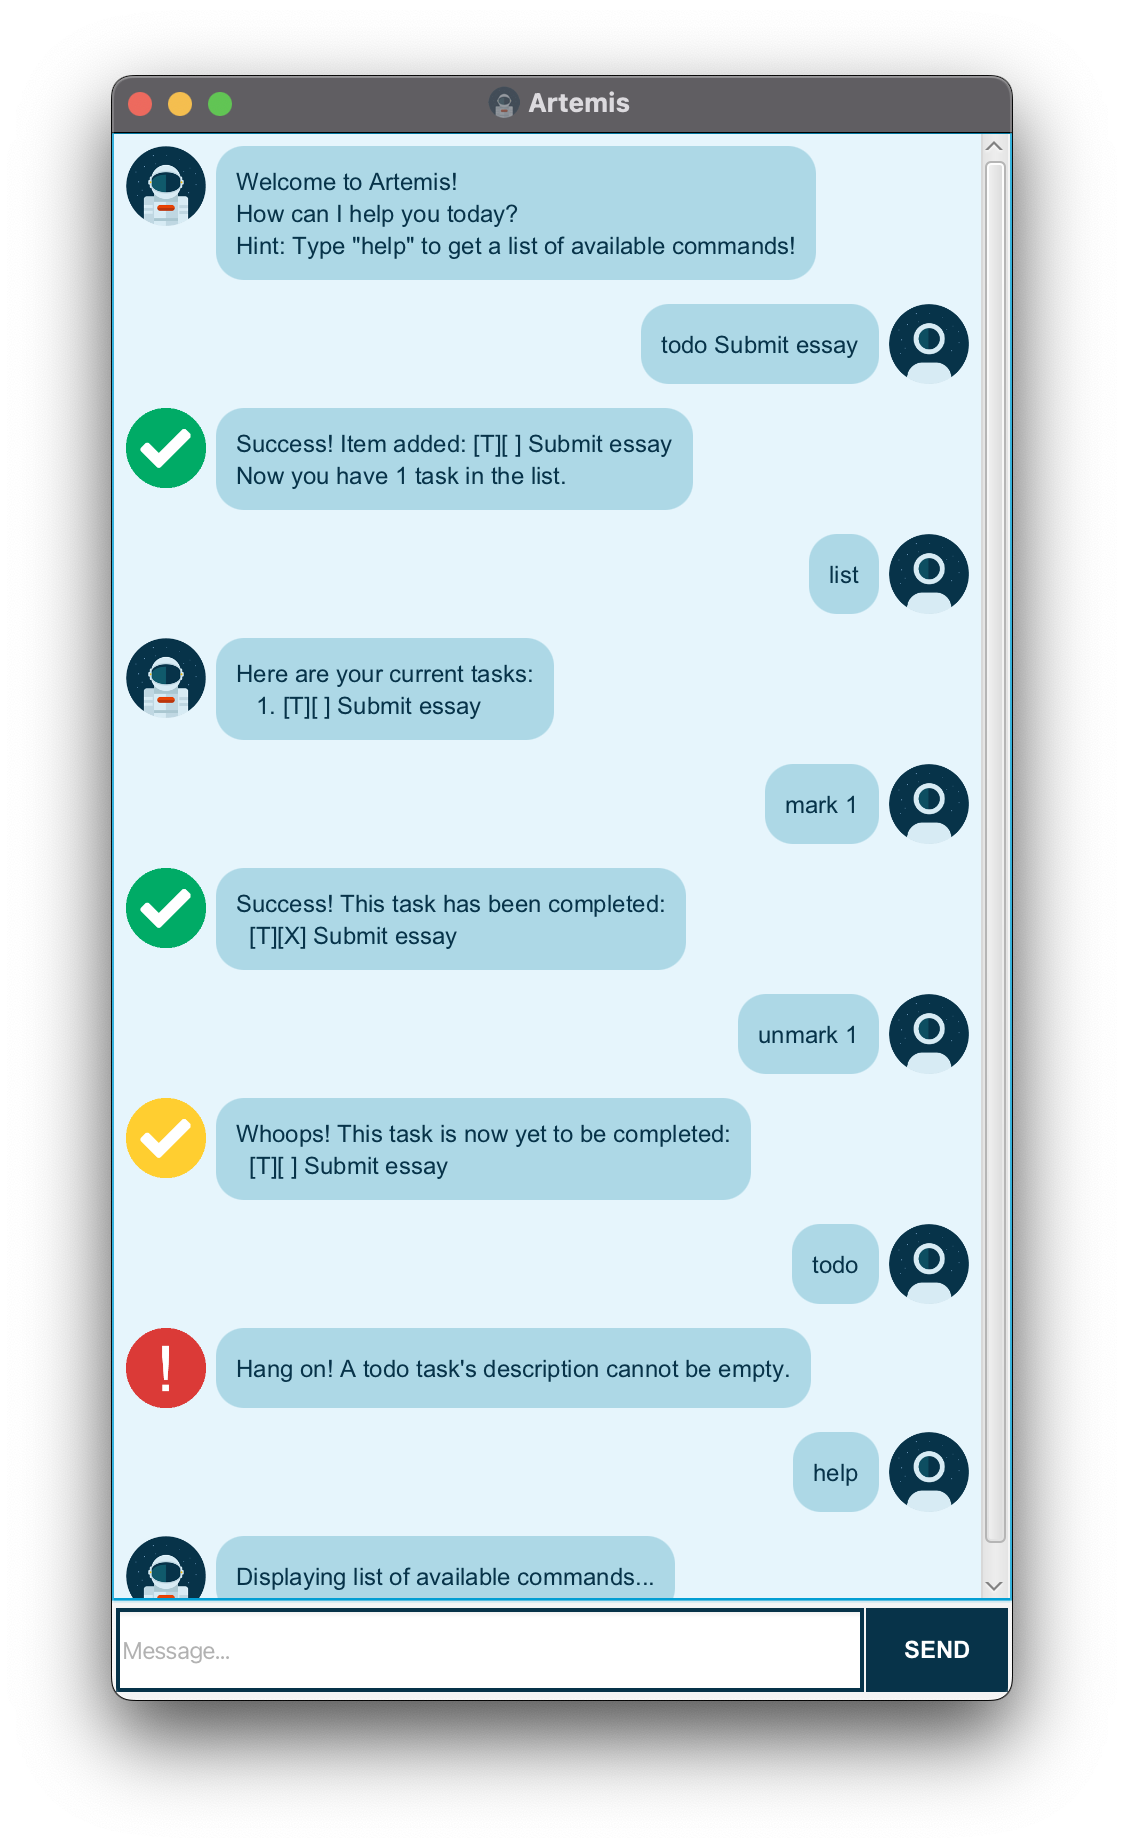 Artemis
Welcome to Artemis!
How can I help you today?
Hint: Type "help" to get a list of available commands!
todo Submit essay
Success! Item added: [T][ ] Submit essay
Now you have 1 task in the list.
list
Here are your current tasks:
1. [T][ ] Submit essay
mark 1
Success! This task has been completed:
[T][X] Submit essay
unmark 1
Whoops! This task is now yet to be completed:
[T][ ] Submit essay
todo
Hang on! A todo task's description cannot be empty.
help
Displaying list of available commands...
Message...
SEND